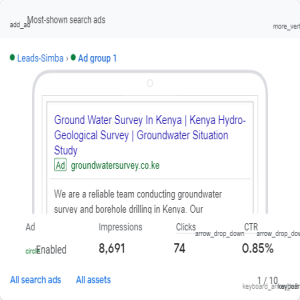 Most-shown search ads
add_ad
more_vert
Leads-Simba › Ad group 1
Ground Water Survey In Kenya | Kenya Hydro-
Geological Survey | Groundwater Situation
Study
Ad groundwatersurvey.co.ke
We are a reliable team conducting groundwater
survey and borehole drilling in Kenya. Our
Ad Impressions Clicks CTR
arrow_drop_down arrow_drop_dow
circle Enabled 8,691 74 0.85%
All search ads All assets 1 / 10